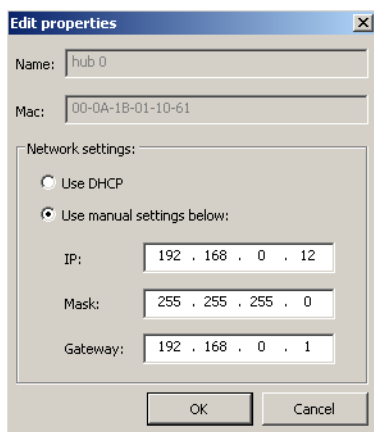 Edit properties
Name: hub 0
Mac: 00-0A-1B-01-10-61
Network settings:
Use DHCP
Use manual settings below:
IP: 192 . 168 . 0 . 12
Mask: 255 . 255 . 255 . 0
Gateway: 192 . 168 . 0 . 1
OK Cancel